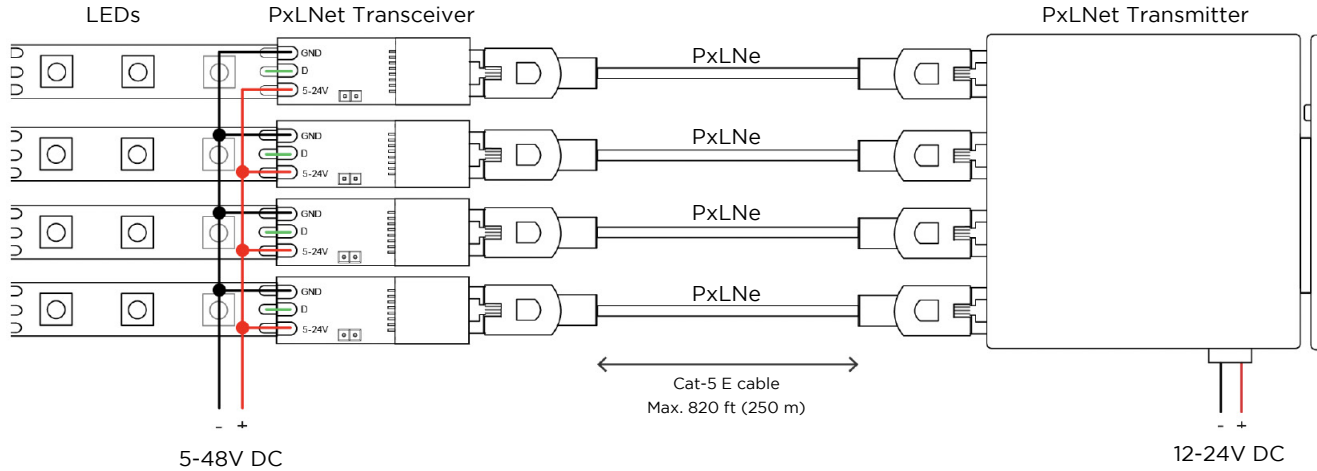 LEDs PxLNet Transceiver PxLNet Transmitter
GND
D
5-24V
PxLNe
GND
D
5-24V
PxLNe
GND
D
5-24V
PxLNe
GND
D
5-24V
PxLNe
Cat-5 E cable
Max. 820 ft (250 m)
- +
5-48V DC
- +
12-24V DC